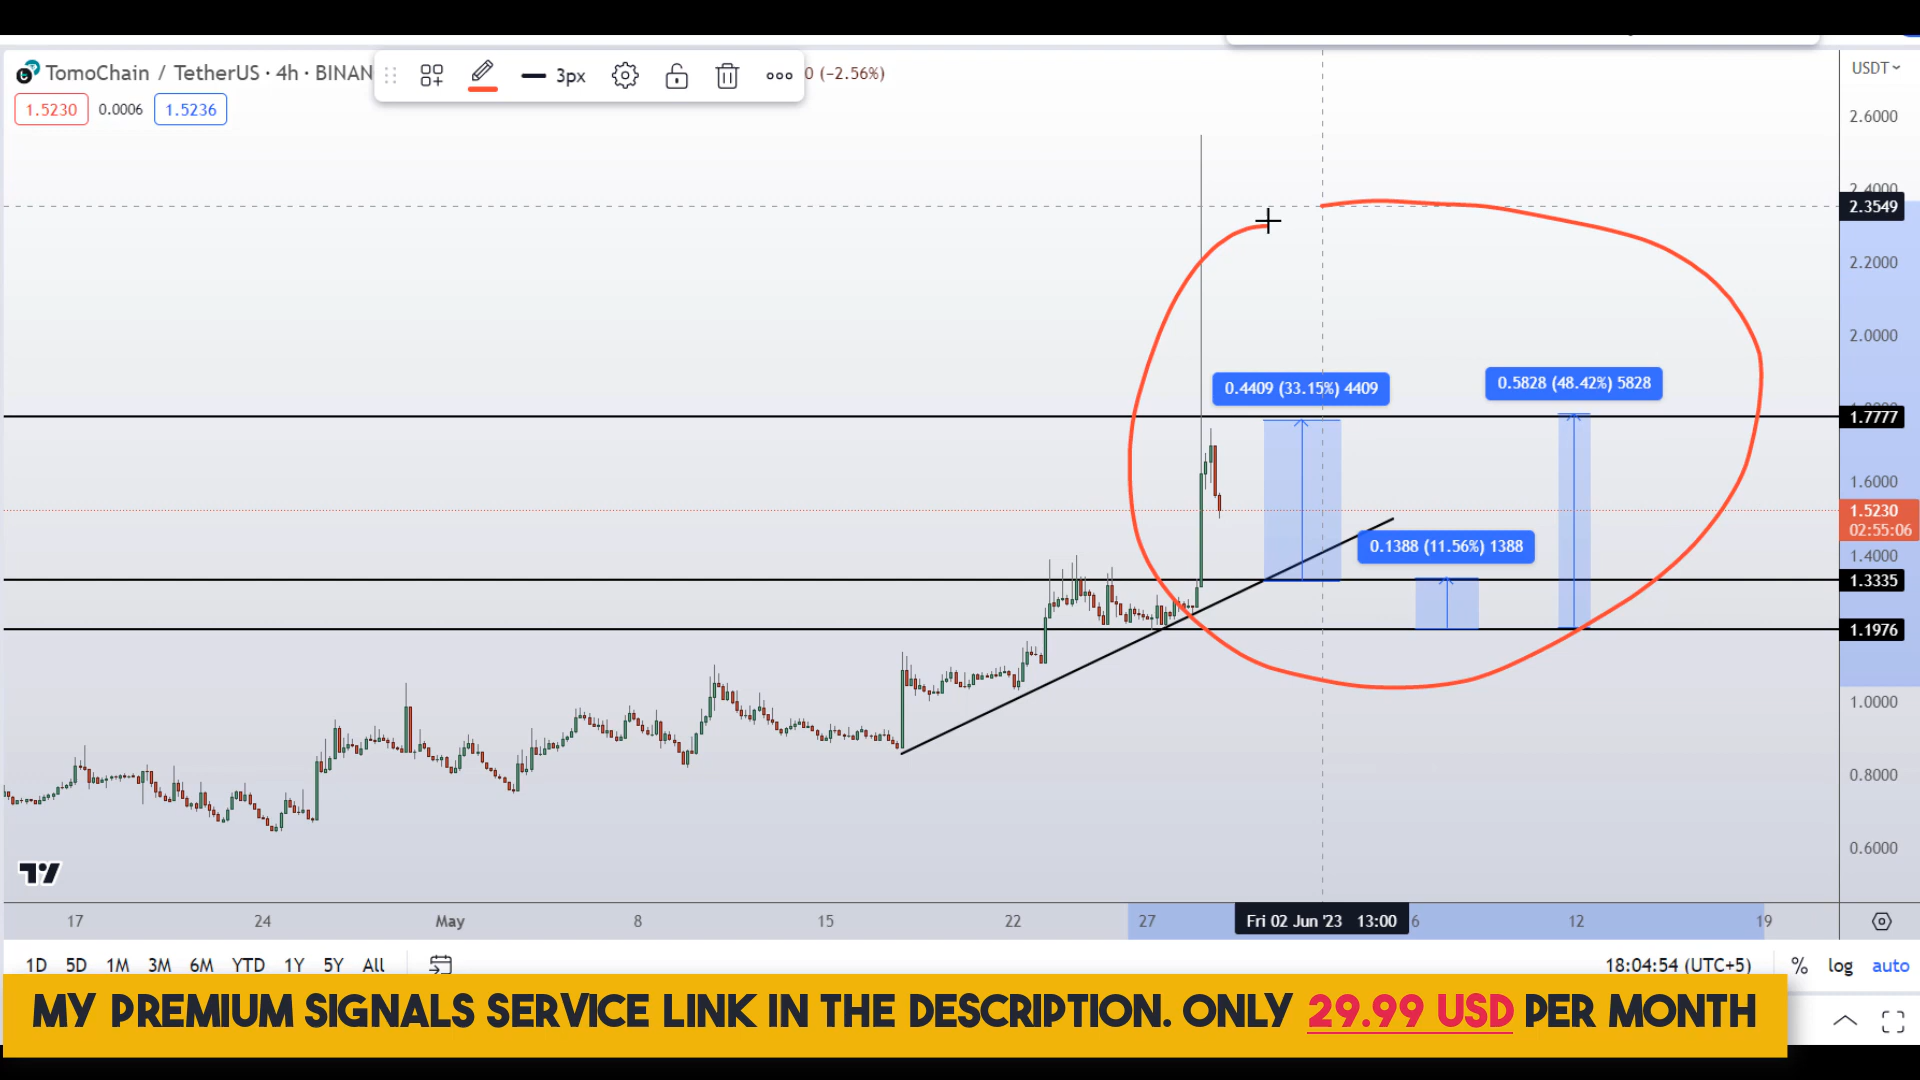 TomoChain / TetherUS · 4h · BINAN
3px
0 (−2.56%)
USDT
1.5230
0.0006
1.5236
2.6000
2.4000
2.3549
2.2000
2.0000
0.4409 (33.15%) 4409
0.5828 (48.42%) 5828
1.7777
1.6000
1.5230
02:55:06
0.1388 (11.56%) 1388
1.4000
1.3335
1.1976
1.0000
0.8000
0.6000
17
24
May
8
15
22
27
Fri 02 Jun '23 13:00
6
12
19
1D 5D 1M 3M 6M YTD 1Y 5Y All
18:04:54 (UTC+5)
% log auto
MY PREMIUM SIGNALS SERVICE LINK IN THE DESCRIPTION. ONLY 29.99 USD PER MONTH